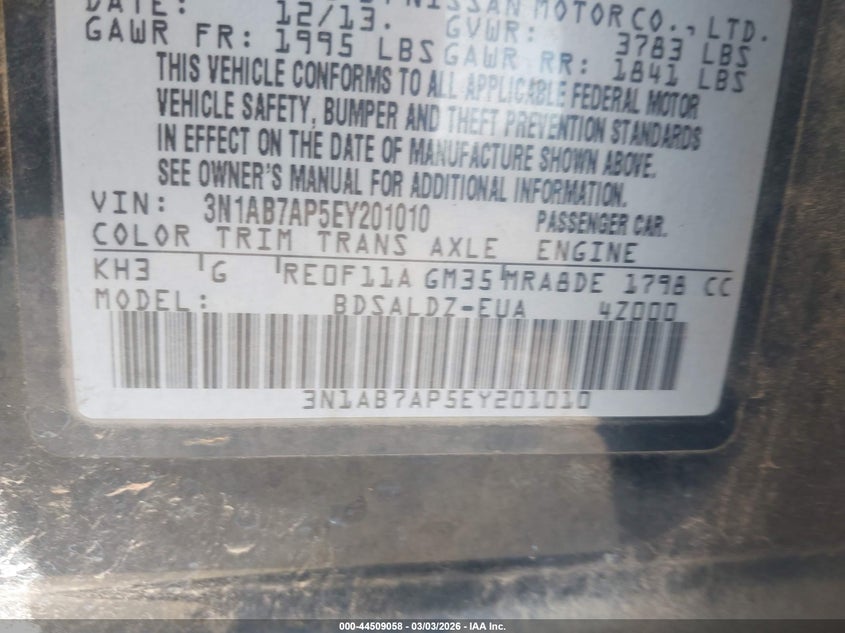 DATE: 12/13. NISSAN MOTOR CO., LTD.
GVWR: 3783 LBS
GAWR FR: 1995 LBS GAWR RR: 1841 LBS
THIS VEHICLE CONFORMS TO ALL APPLICABLE FEDERAL MOTOR
VEHICLE SAFETY, BUMPER AND THEFT PREVENTION STANDARDS
IN EFFECT ON THE DATE OF MANUFACTURE SHOWN ABOVE.
SEE OWNER'S MANUAL FOR ADDITIONAL INFORMATION.
VIN: 3N1AB7AP5EY201010 PASSENGER CAR.
COLOR TRIM TRANS AXLE ENGINE
KH3 G RE0F11A GM35 MRA8DE 1798 CC
MODEL: BDSALDZ-EUA 4Z000
3N1AB7AP5EY201010
000-44509058 - 03/03/2026 - IAA Inc.